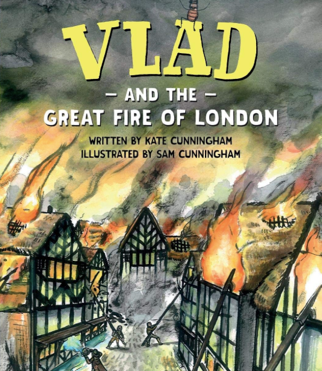 VLAD
– AND THE –
GREAT FIRE OF LONDON
WRITTEN BY KATE CUNNINGHAM
ILLUSTRATED BY SAM CUNNINGHAM